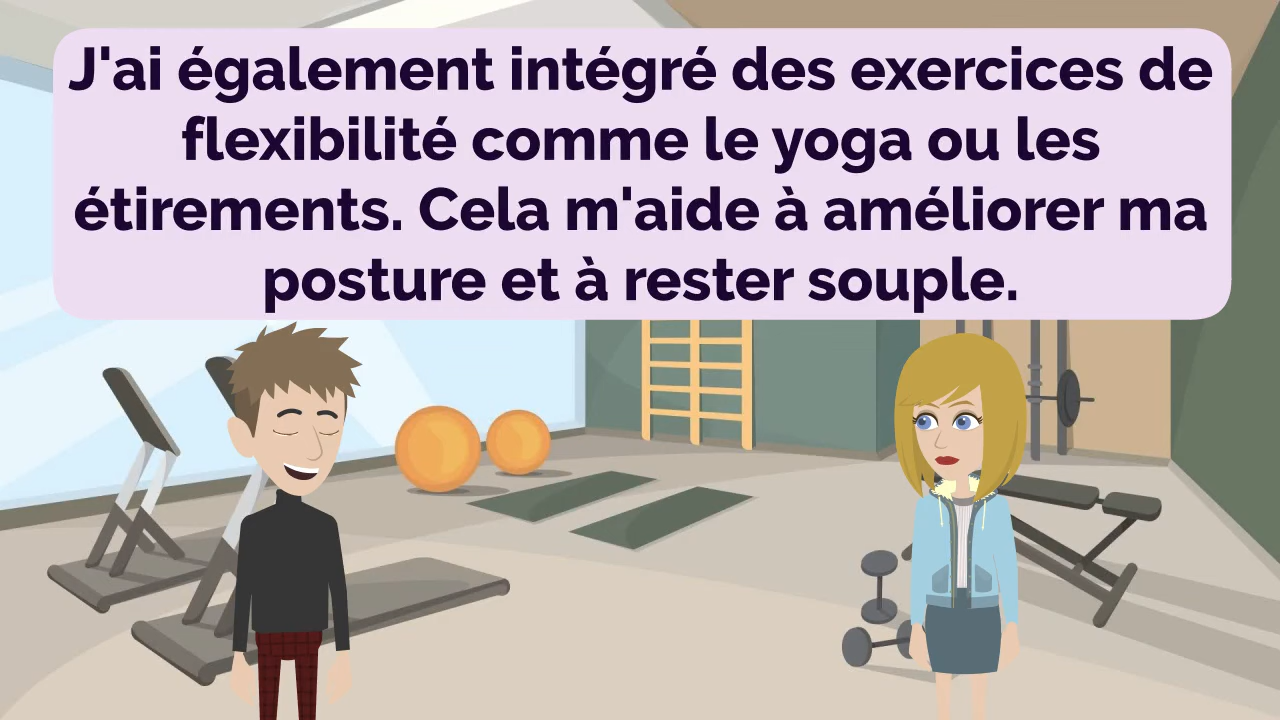 J'ai également intégré des exercices de
flexibilité comme le yoga ou les
étirements. Cela m'aide à améliorer ma
posture et à rester souple.